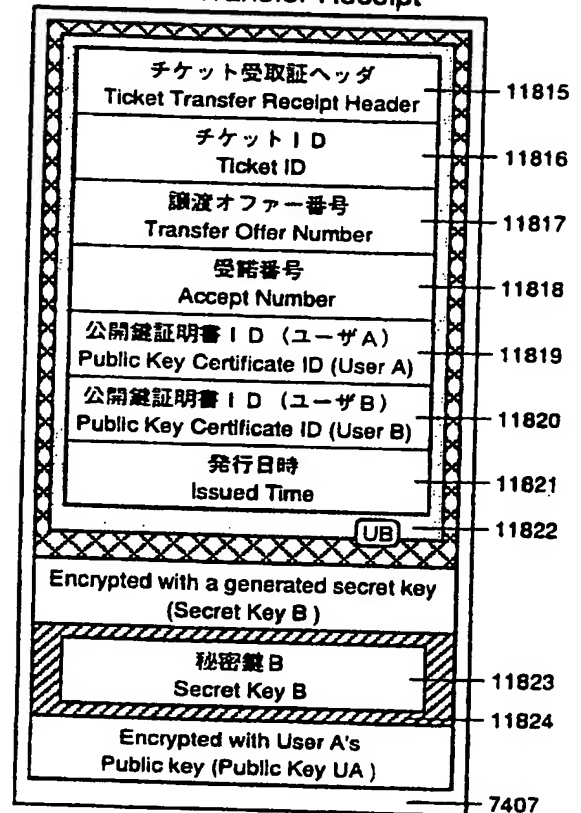 Transfer Receipt
チケット受取証ヘッダ
Ticket Transfer Receipt Header
11815
チケットID
Ticket ID
11816
譲渡オファー番号
Transfer Offer Number
11817
受諾番号
Accept Number
11818
公開鍵証明書ID (ユーザA)
Public Key Certificate ID (User A)
11819
公開鍵証明書ID (ユーザB)
Public Key Certificate ID (User B)
11820
発行日時
Issued Time
11821
UB
11822
Encrypted with a generated secret key
(Secret Key B )
秘密鍵B
Secret Key B
11823
11824
Encrypted with User A's
Public key (Public Key UA )
7407